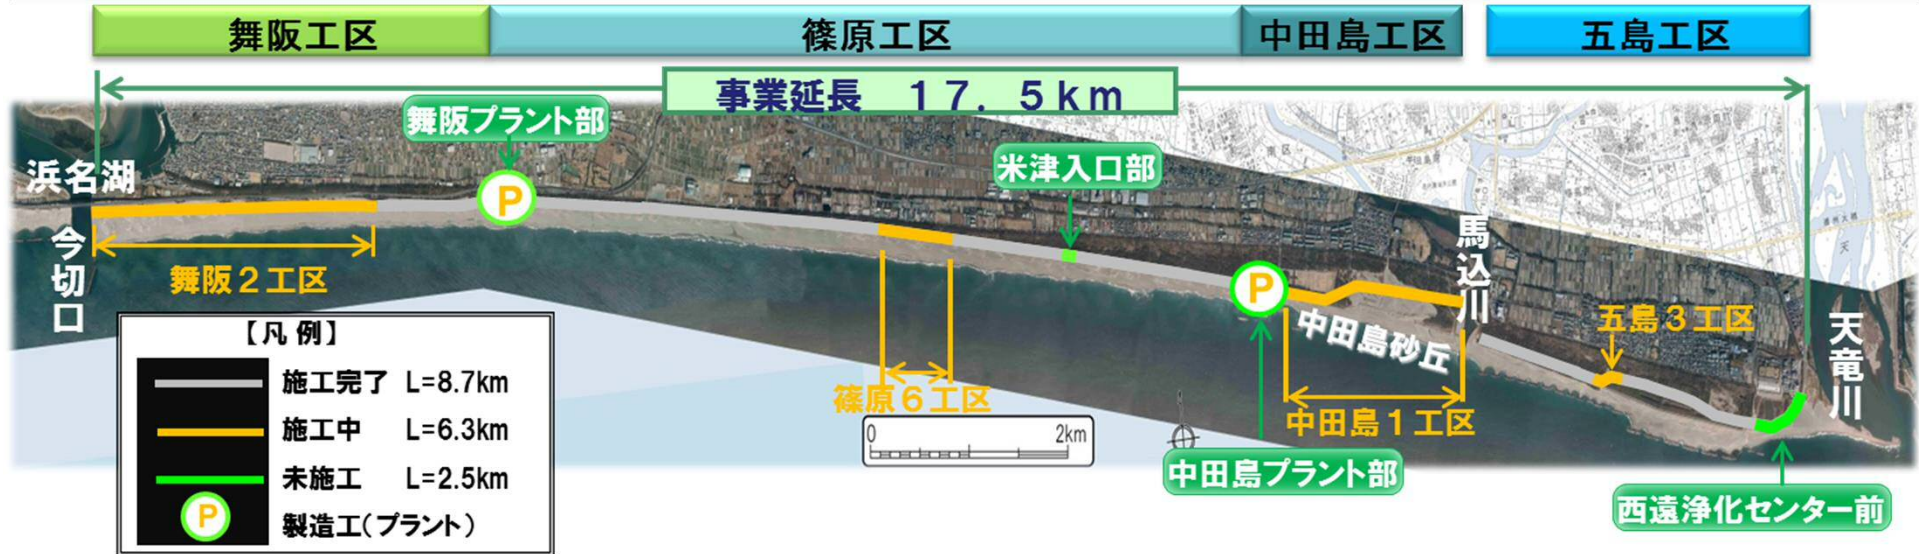 舞阪工区
篠原工区
中田島工区
五島工区
事業延長　１７．５ｋｍ
舞阪プラント部
米津入口部
浜名湖
今切口
舞阪２工区
篠原６工区
馬込川
中田島砂丘
中田島１工区
中田島プラント部
五島３工区
天竜川
西遠浄化センター前
南区
天
0 2km
【凡 例】
施工完了 L=8.7km
施工中 L=6.3km
未施工 L=2.5km
P 製造工(プラント)
P
P